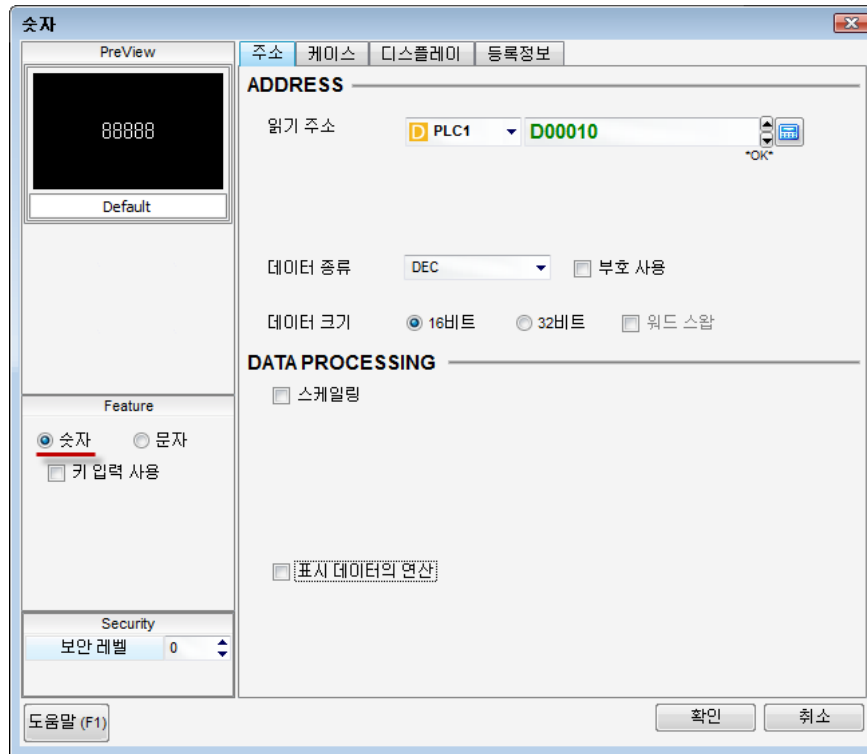 숫자
PreView
88888
Default
Feature
숫자 문자
키 입력 사용
Security
보안 레벨 0
도움말 (F1)
주소 케이스 디스플레이 등록정보
ADDRESS
읽기 주소 D PLC1 D00010
*OK*
데이터 종류 DEC 부호 사용
데이터 크기 16비트 32비트 워드 스왑
DATA PROCESSING
스케일링
표시 데이터의 연산
확인 취소